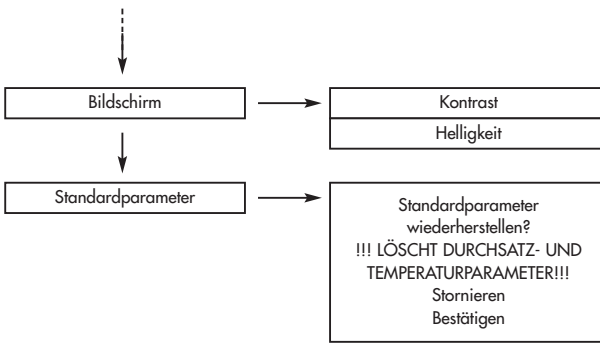 Bildschirm
Kontrast
Helligkeit
Standardparameter
Standardparameter
wiederherstellen?
!!! LÖSCHT DURCHSATZ- UND
TEMPERATURPARAMETER!!!
Stornieren
Bestätigen